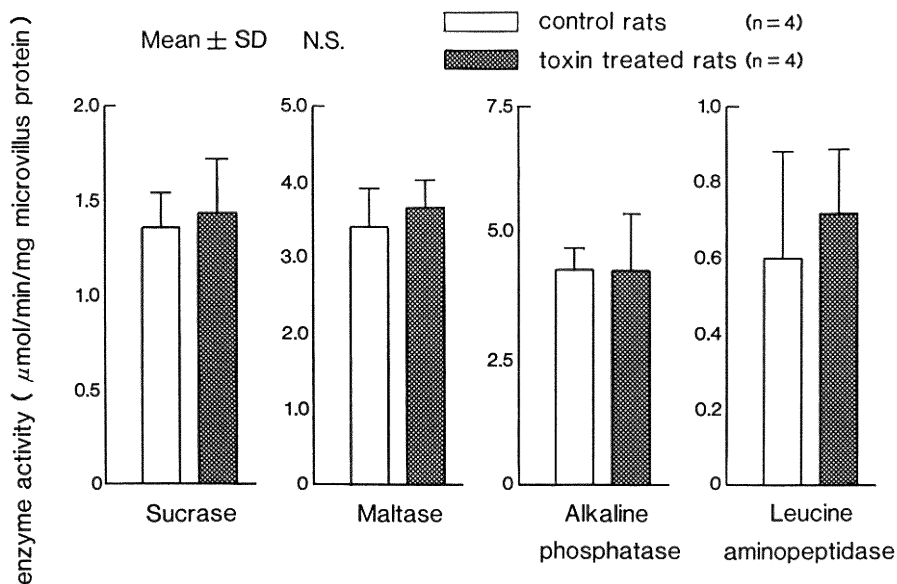 Mean ± SD N.S.
control rats (n=4)
toxin treated rats (n=4)
enzyme activity ( μmol/min/mg microvillus protein)
2.0
1.5
1.0
0.5
0
Sucrase
5.0
4.0
3.0
2.0
1.0
0
Maltase
7.5
5.0
2.5
0
Alkaline
phosphatase
1.0
0.8
0.6
0.4
0.2
0
Leucine
aminopeptidase